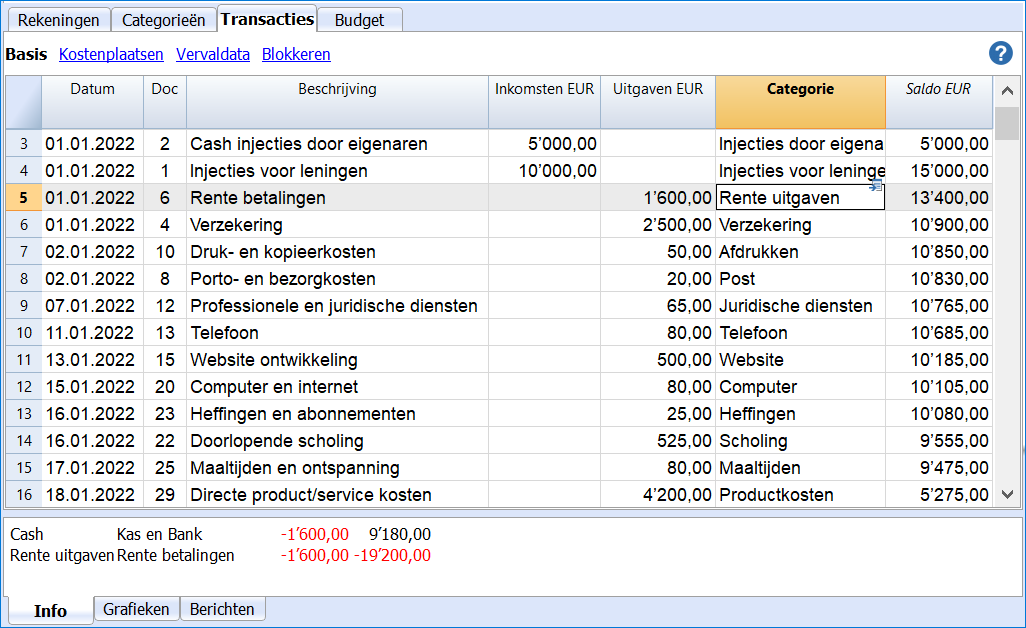 Rekeningen Categorieën Transacties Budget
Basis Kostenplaatsen Vervaldata Blokkeren ?
Datum Doc Beschrijving Inkomsten EUR Uitgaven EUR Categorie Saldo EUR
3 01.01.2022 2 Cash injecties door eigenaren 5’000,00 Injecties door eigena 5’000,00
4 01.01.2022 1 Injecties voor leningen 10’000,00 Injecties voor leninge 15’000,00
5 01.01.2022 6 Rente betalingen 1’600,00 Rente uitgaven 13’400,00
6 01.01.2022 4 Verzekering 2’500,00 Verzekering 10’900,00
7 02.01.2022 10 Druk- en kopieerkosten 50,00 Afdrukken 10’850,00
8 02.01.2022 8 Porto- en bezorgkosten 20,00 Post 10’830,00
9 07.01.2022 12 Professionele en juridische diensten 65,00 Juridische diensten 10’765,00
10 11.01.2022 13 Telefoon 80,00 Telefoon 10’685,00
11 13.01.2022 15 Website ontwikkeling 500,00 Website 10’185,00
12 15.01.2022 20 Computer en internet 80,00 Computer 10’105,00
13 16.01.2022 23 Heffingen en abonnementen 25,00 Heffingen 10’080,00
14 16.01.2022 22 Doorlopende scholing 525,00 Scholing 9’555,00
15 17.01.2022 25 Maaltijden en ontspanning 80,00 Maaltijden 9’475,00
16 18.01.2022 29 Directe product/service kosten 4’200,00 Productkosten 5’275,00
Cash Kas en Bank -1’600,00 9’180,00
Rente uitgaven Rente betalingen -1’600,00 -19’200,00
Info Grafieken Berichten